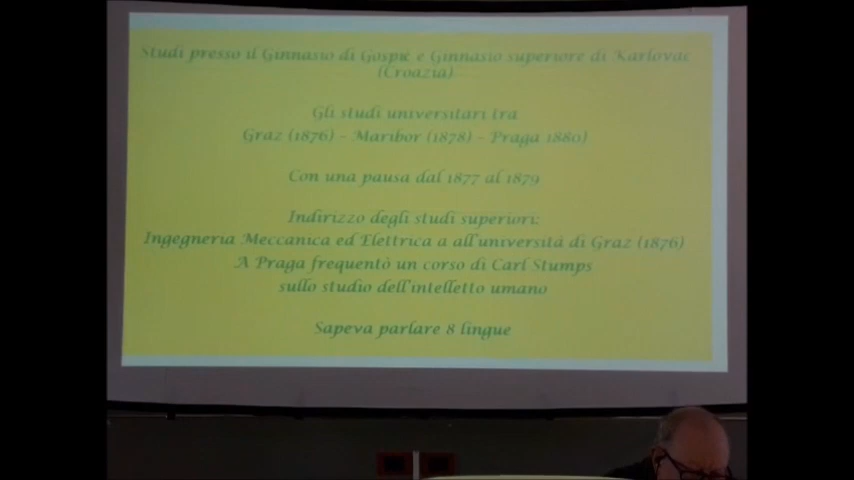 Studi presso il Ginnasio di Gospić e Ginnasio superiore di Karlovac
(Croazia)
Gli studi universitari tra
Graz (1876) - Maribor (1878) - Praga 1880)
Con una pausa dal 1877 al 1879
Indirizzo degli studi superiori:
Ingegneria Meccanica ed Elettrica a all'università di Graz (1876)
A Praga frequentò un corso di Carl Stumps
sullo studio dell'intelletto umano
Sapeva parlare 8 lingue